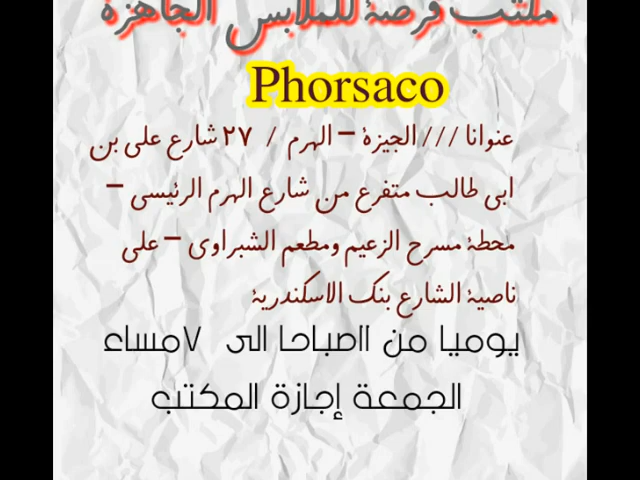 مكتب فرصة للملابس الجاهزة
Phorsaco
عنوانا /// الجيزة – الهرم / ٢٧ شارع على بن
ابى طالب متفرع من شارع الهرم الرئيسى –
محطة مسرح الزعيم ومطعم الشبراوى – على
ناصية الشارع بنك الاسكندرية
يوميا من ١١صباحا الى ٧مساء
الجمعة إجازة المكتب